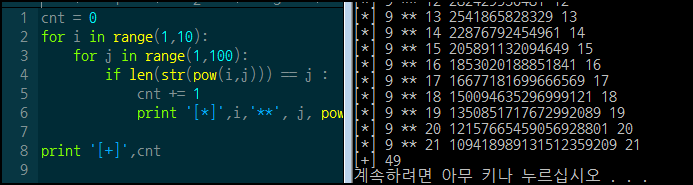 1 cnt = 0
2 for i in range(1,10):
3 for j in range(1,100):
4 if len(str(pow(i,j))) == j :
5 cnt += 1
6 print '[*]',i,'**', j, pow
7
8 print '[+]',cnt
[*] 9 ** 12 282429536481 12
[*] 9 ** 13 2541865828329 13
[*] 9 ** 14 22876792454961 14
[*] 9 ** 15 205891132094649 15
[*] 9 ** 16 1853020188851841 16
[*] 9 ** 17 16677181699666569 17
[*] 9 ** 18 150094635296999121 18
[*] 9 ** 19 1350851717672992089 19
[*] 9 ** 20 12157665459056928801 20
[*] 9 ** 21 109418989131512359209 21
[+] 49
계속하려면 아무 키나 누르십시오 . . .